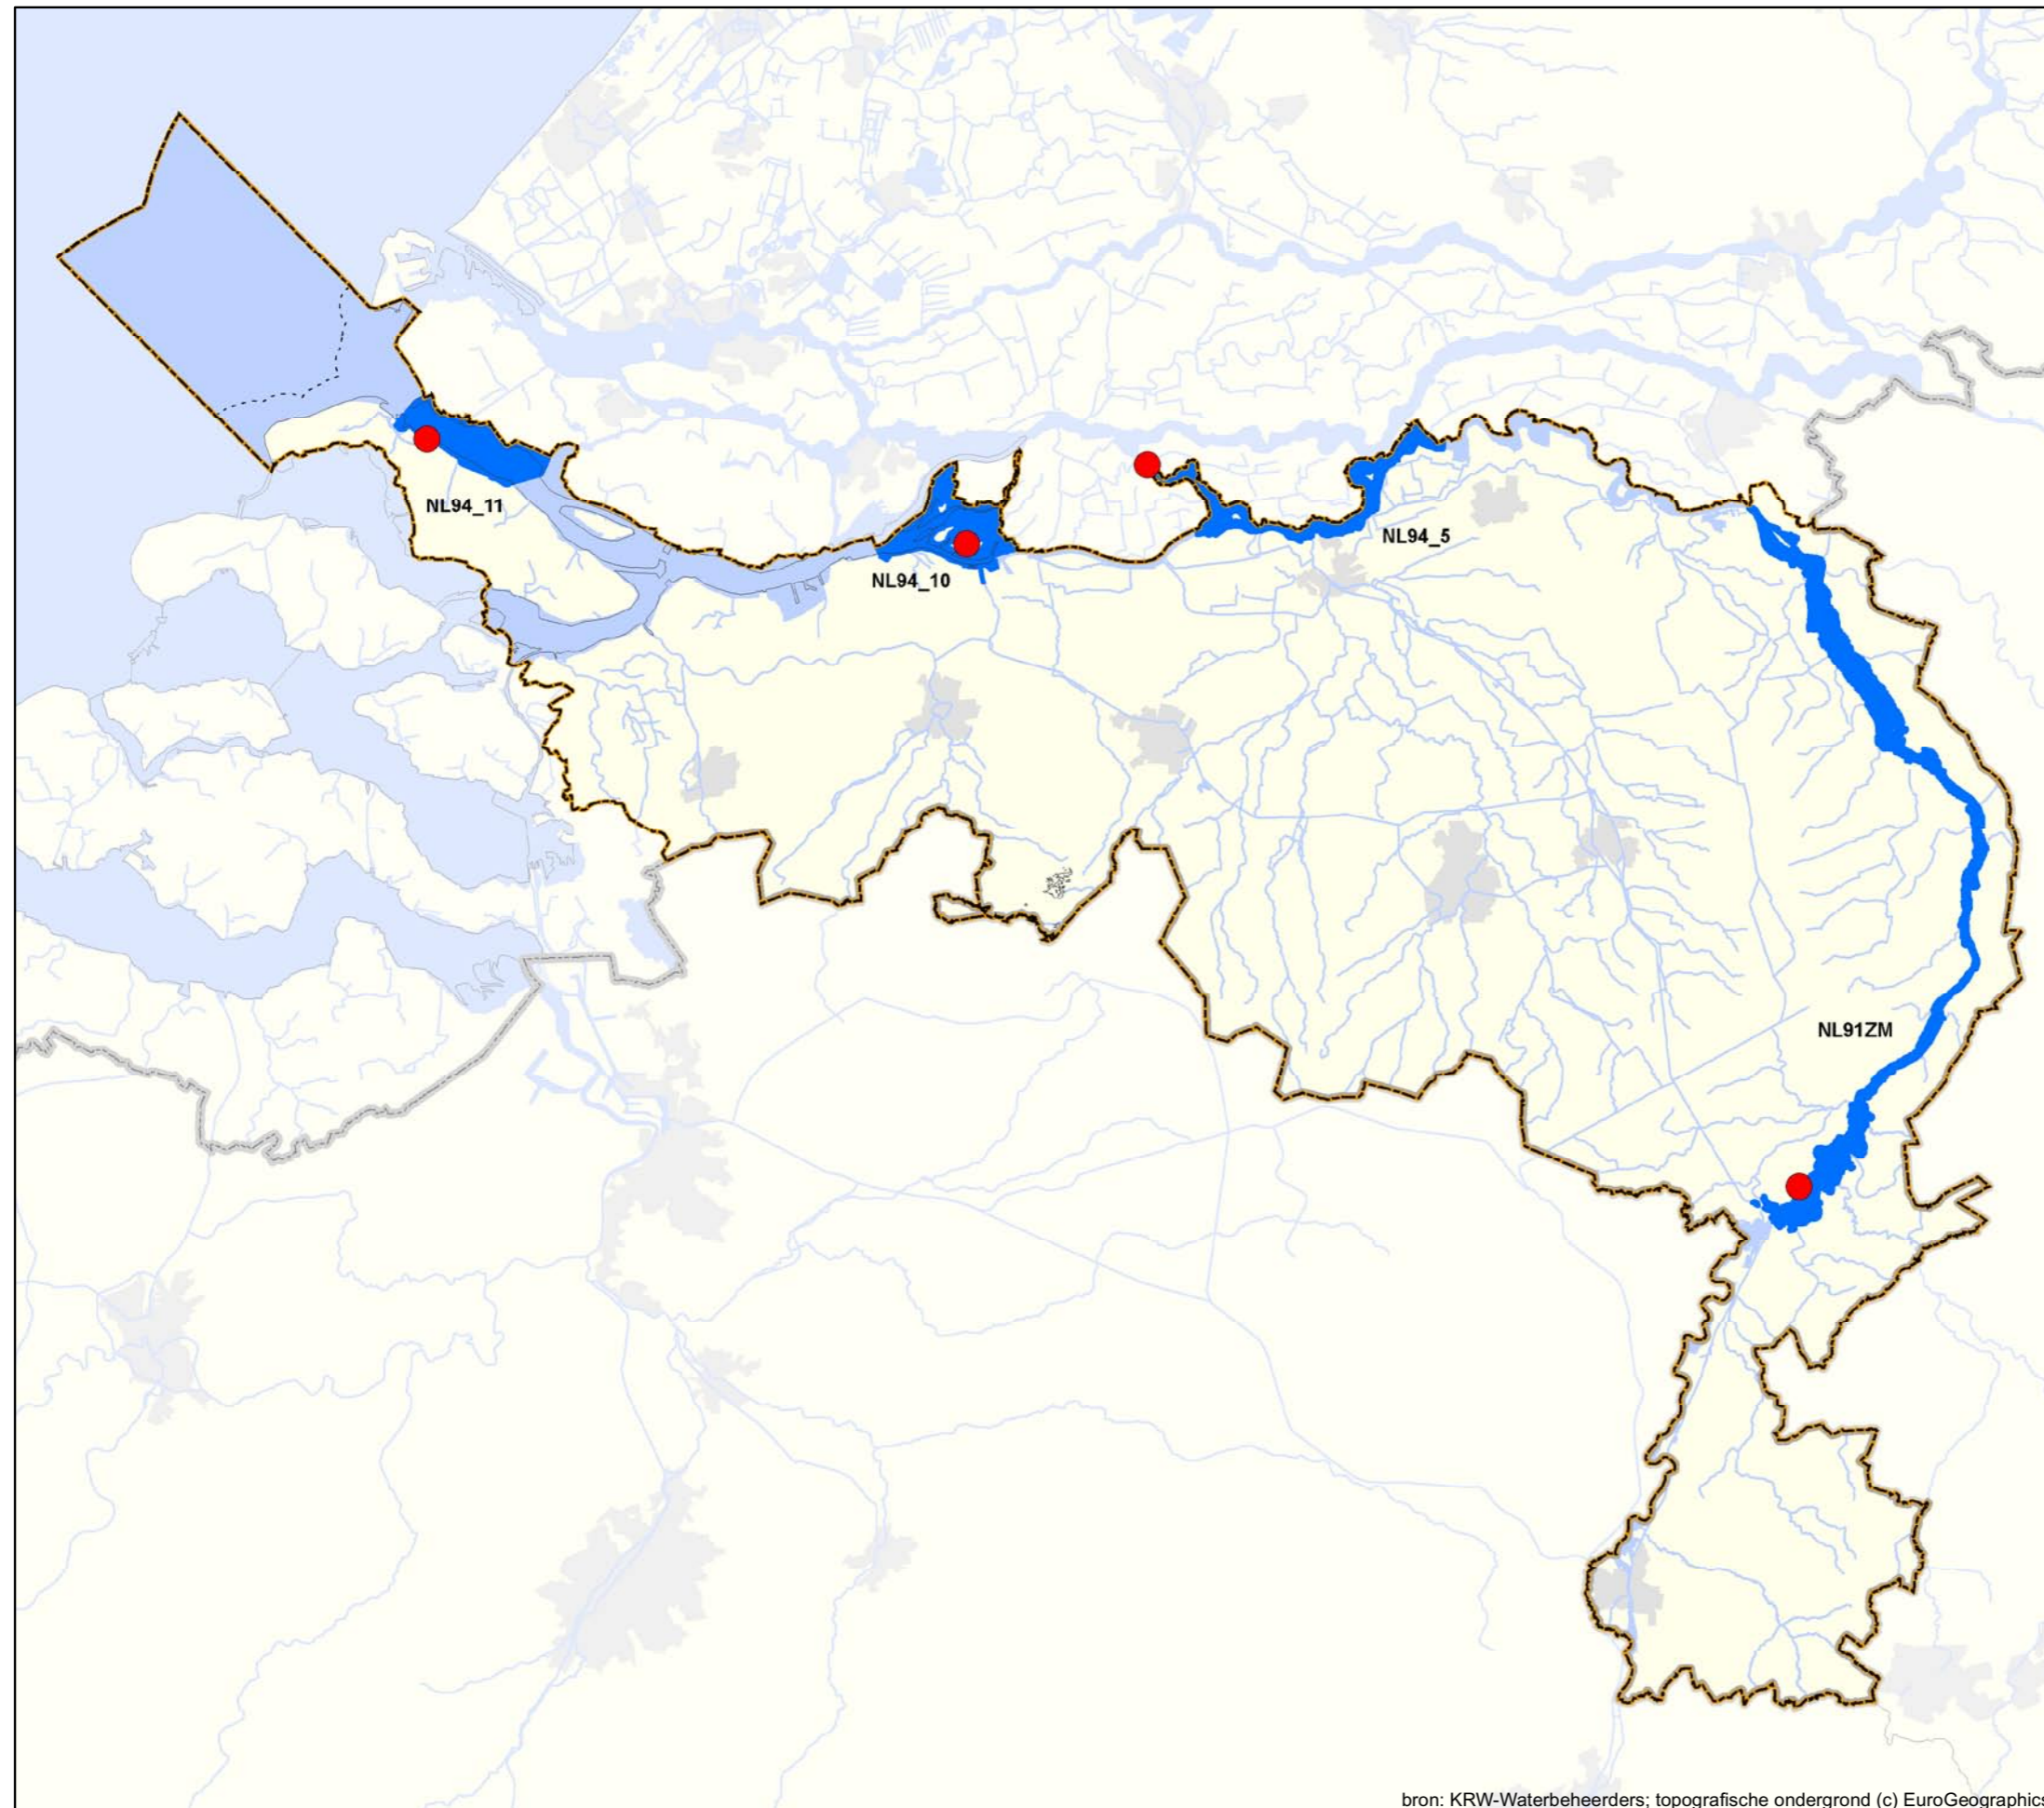 NL94_11
NL94_5
NL94_10
NL91ZM
bron: KRW-Waterbeheerders; topografische ondergrond (c) EuroGeographics